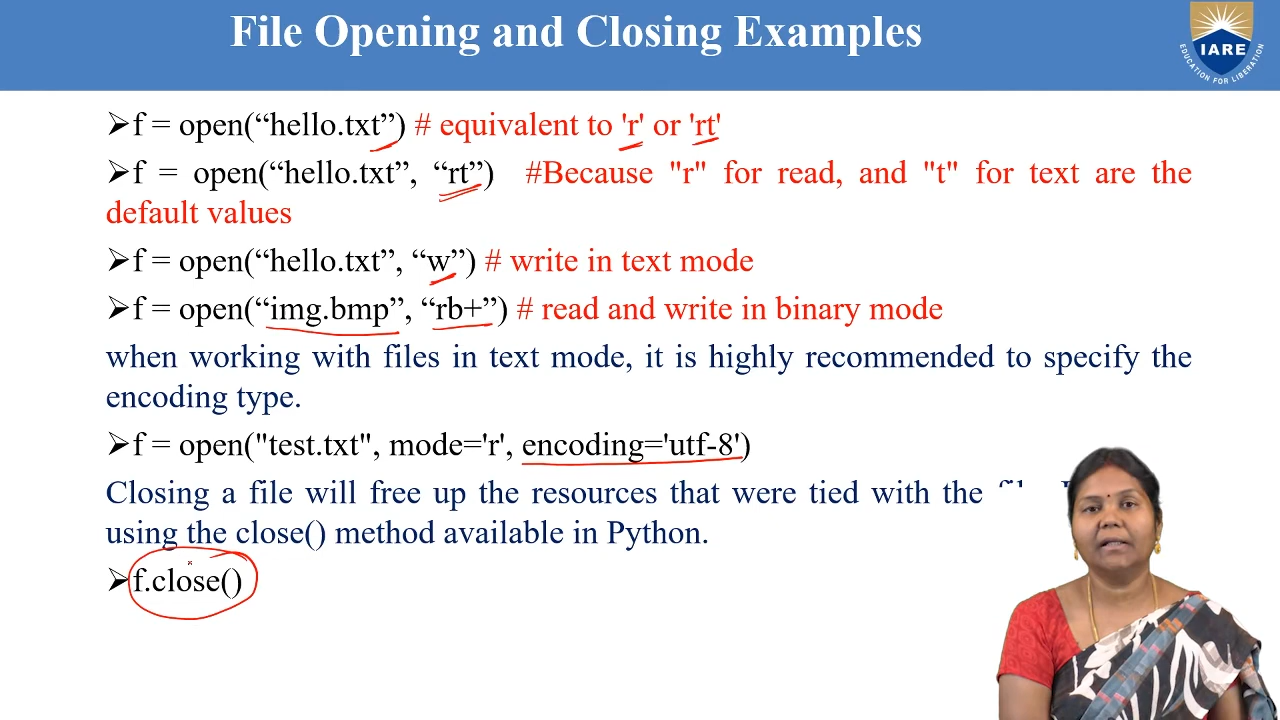 File Opening and Closing Examples
IARE
EDUCATION FOR LIBERATION
➢f = open(“hello.txt”) # equivalent to 'r' or 'rt'
➢f = open(“hello.txt”, “rt”) #Because "r" for read, and "t" for text are the
default values
➢f = open(“hello.txt”, “w”) # write in text mode
➢f = open(“img.bmp”, “rb+”) # read and write in binary mode
when working with files in text mode, it is highly recommended to specify the
encoding type.
➢f = open("test.txt", mode='r', encoding='utf-8')
Closing a file will free up the resources that were tied with the
using the close() method available in Python.
➢f.close()